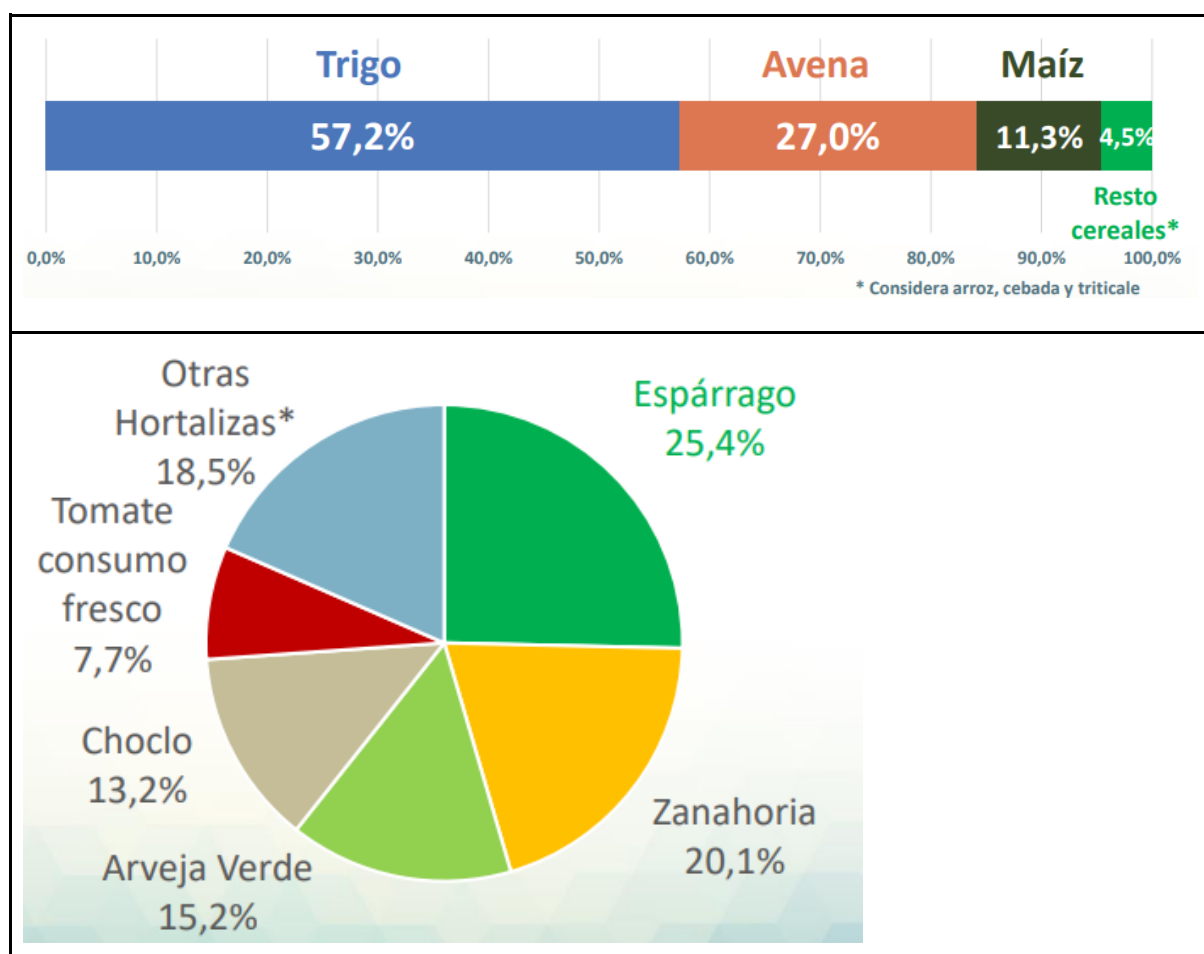 Trigo
Avena
Maíz
57,2%
27,0%
11,3%
4,5%
Resto
cereales*
0,0%
10,0%
20,0%
30,0%
40,0%
50,0%
60,0%
70,0%
80,0%
90,0%
100,0%
* Considera arroz, cebada y triticale
Otras
Hortalizas*
18,5%
Espárrago
25,4%
Tomate
consumo
fresco
7,7%
Choclo
13,2%
Zanahoria
20,1%
Arveja Verde
15,2%